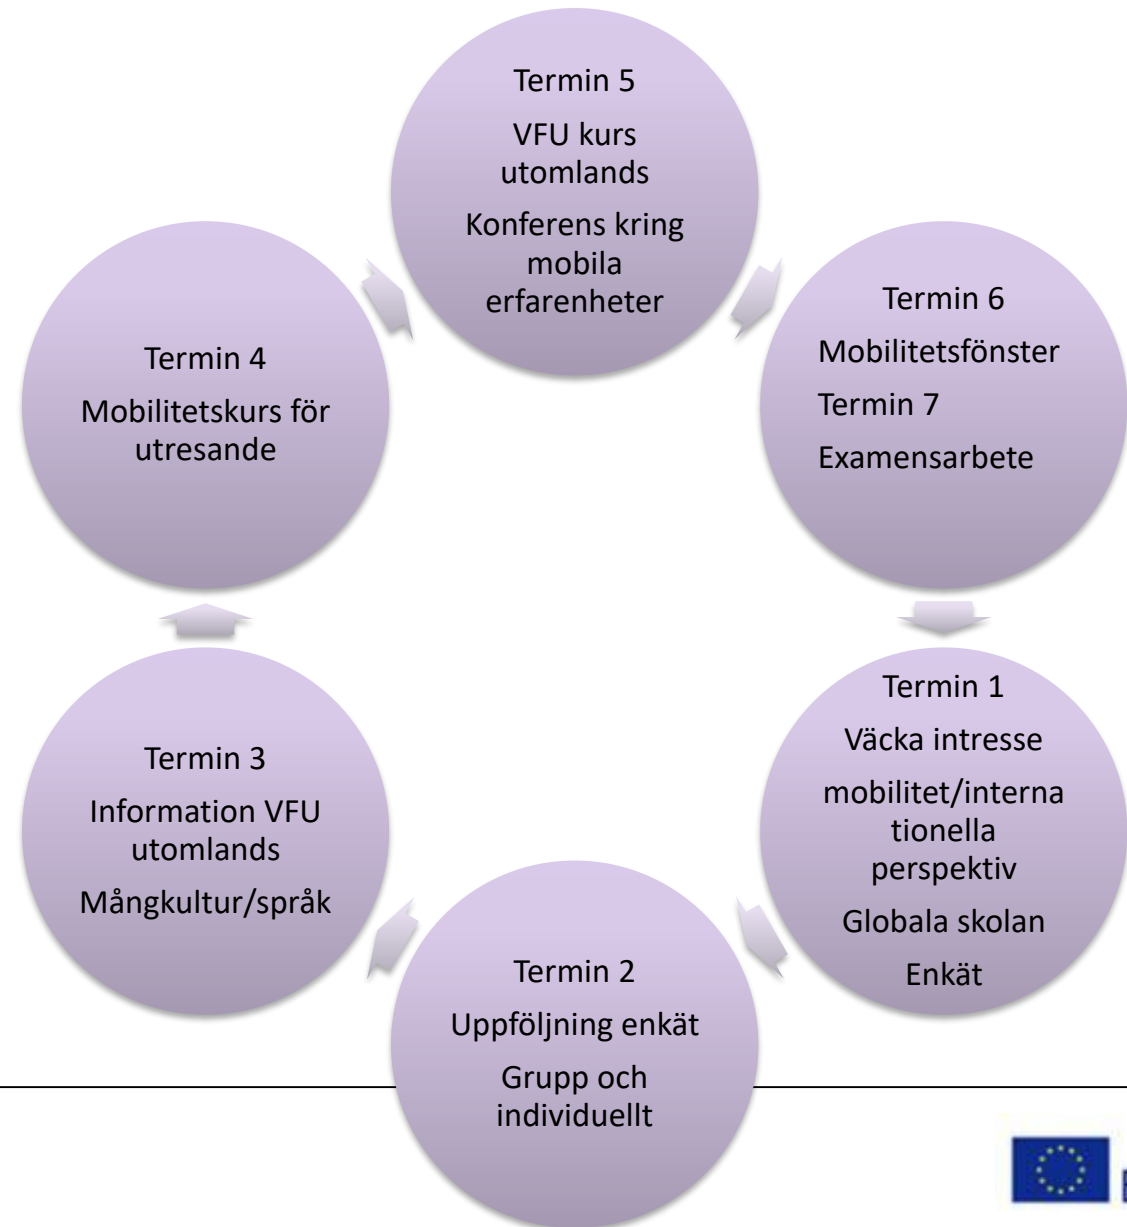 Termin 5
VFU kurs
utomlands
Konferens kring
mobila
erfarenheter
Termin 6
Mobilitetsfönster
Termin 7
Examensarbete
Termin 1
Väcka intresse
mobilitet/interna
tionella
perspektiv
Globala skolan
Enkät
Termin 2
Uppföljning enkät
Grupp och
individuellt
Termin 3
Information VFU
utomlands
Mångkultur/språk
Termin 4
Mobilitetskurs för
utresande